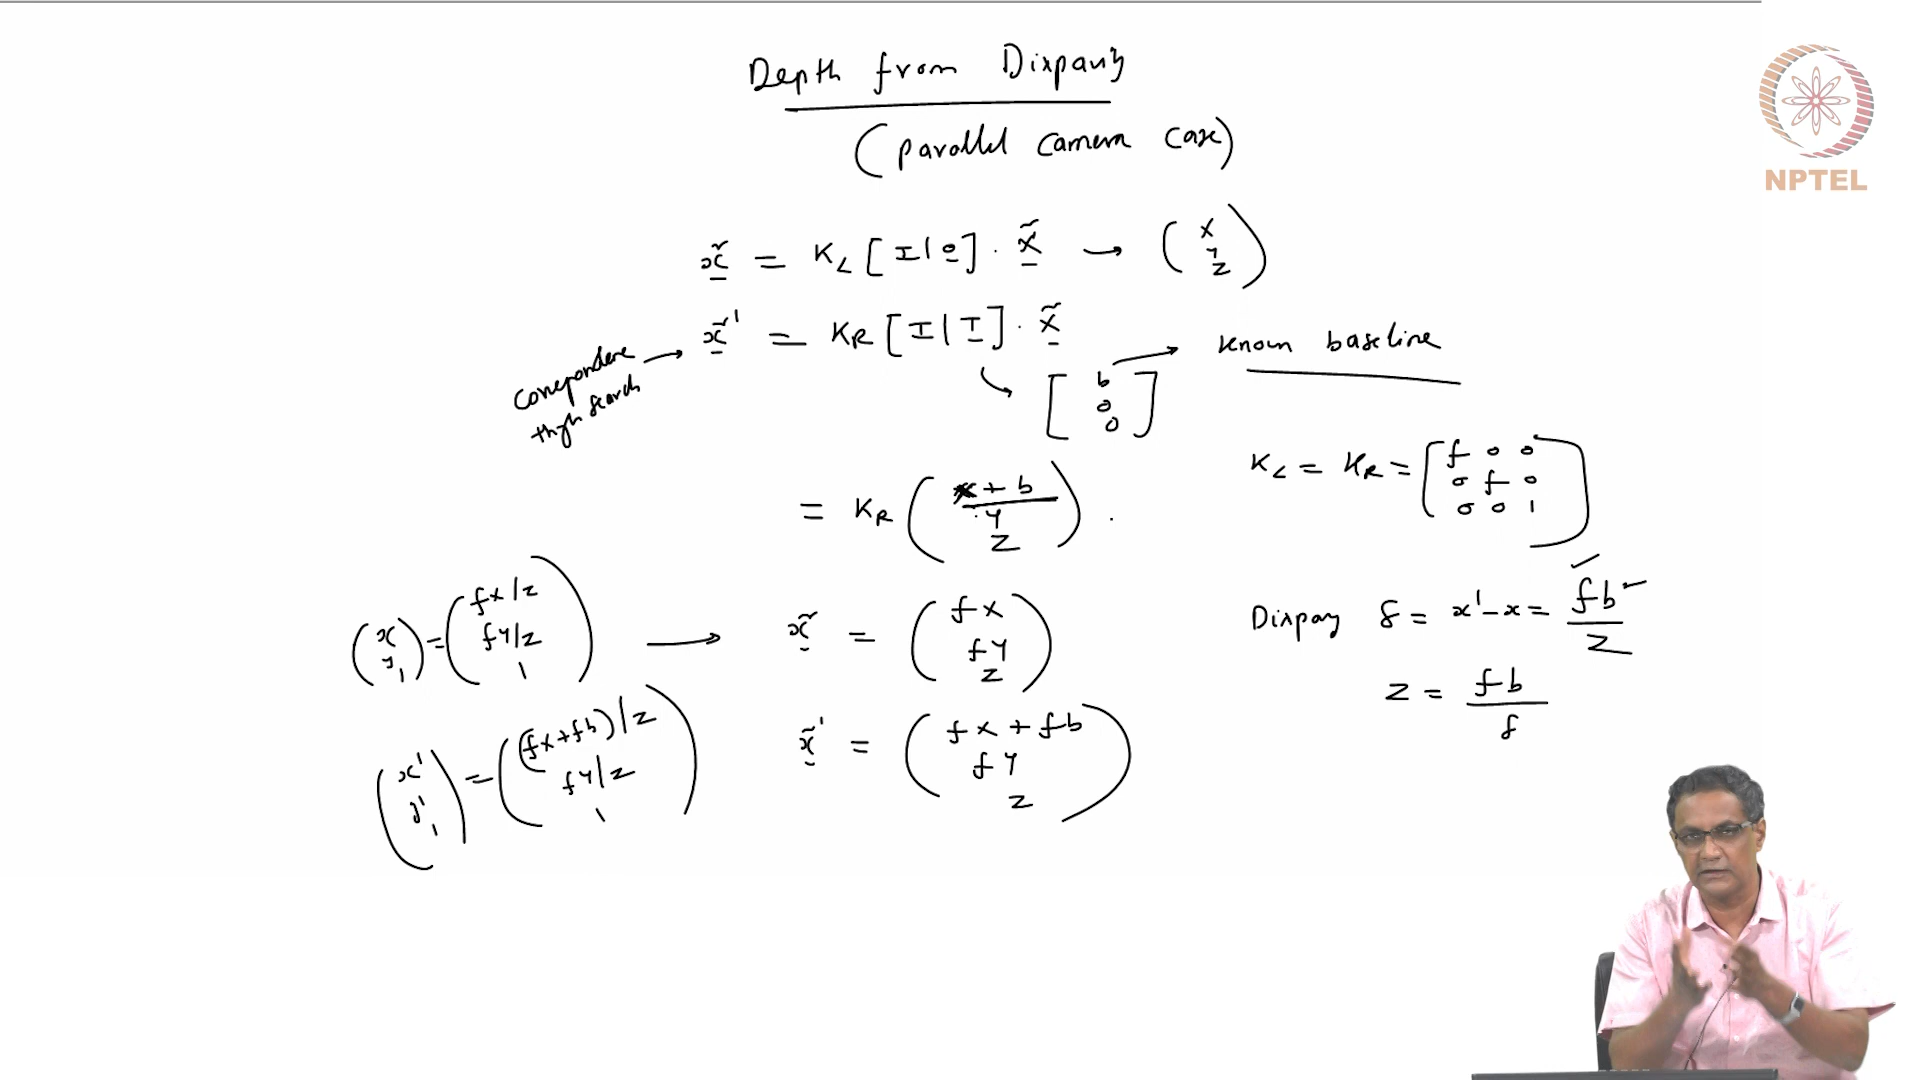 Depth from Disparity
(parallel camera case)
NPTEL
x̃ = K_L [I|0] . X̃ → (X Y Z)
x̃' = K_R [I|T] . X̃
correspondence through search →
[b 0 0] → known baseline
= K_R (X+b Y Z) .
K_L = K_R = [f 0 0
0 f 0
0 0 1]
(x y 1) = (fX/Z fY/Z 1) → x̃ = (fX fY Z)
Disparity δ = x'-x = fb/Z
Z = fb/δ
(x' y' 1) = ((fX+fb)/Z fY/Z 1)
x̃' = (fX+fb fY Z)